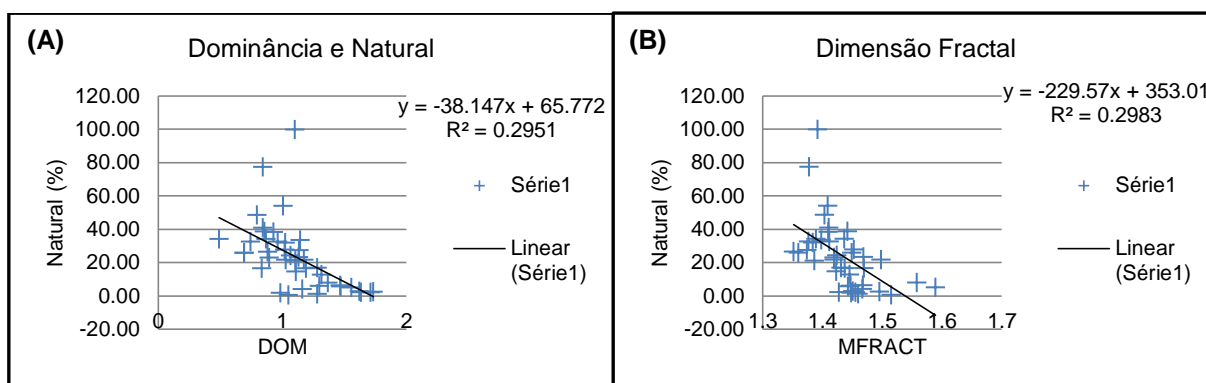 (A)
Dominância e Natural
y = -38.147x + 65.772
R² = 0.2951
120.00
100.00
80.00
60.00
40.00
20.00
0.00
-20.00
Natural (%)
0
1
2
DOM
Série1
Linear
(Série1)
(B)
Dimensão Fractal
y = -229.57x + 353.01
R² = 0.2983
120.00
100.00
80.00
60.00
40.00
20.00
0.00
-20.00
Natural (%)
1.3
1.4
1.5
1.6
1.7
MFRACT
Série1
Linear
(Série1)